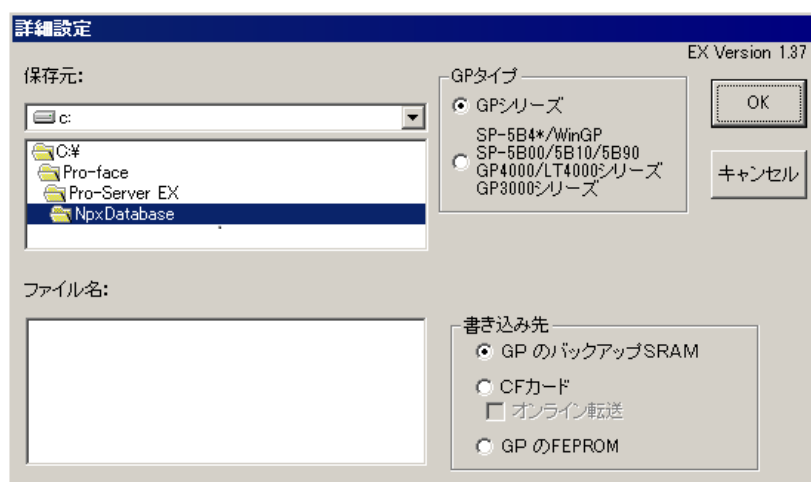 詳細設定
EX Version 1.37
保存元:
c:
C:¥
Pro-face
Pro-Server EX
NpxDatabase
GPタイプ
GPシリーズ
SP-5B4*/WinGP
SP-5B00/5B10/5B90
GP4000/LT4000シリーズ
GP3000シリーズ
OK
キャンセル
ファイル名:
書き込み先
GP のバックアップSRAM
CFカード
オンライン転送
GP のFEPROM